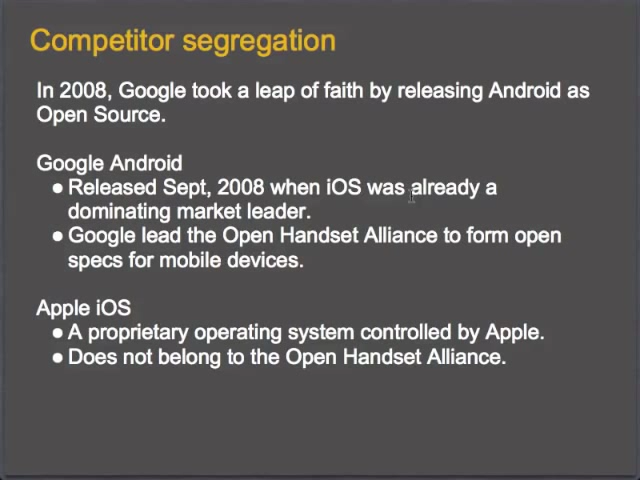 Competitor segregation
In 2008, Google took a leap of faith by releasing Android as
Open Source.
Google Android
● Released Sept, 2008 when iOS was already a
dominating market leader.
● Google lead the Open Handset Alliance to form open
specs for mobile devices.
Apple iOS
● A proprietary operating system controlled by Apple.
● Does not belong to the Open Handset Alliance.